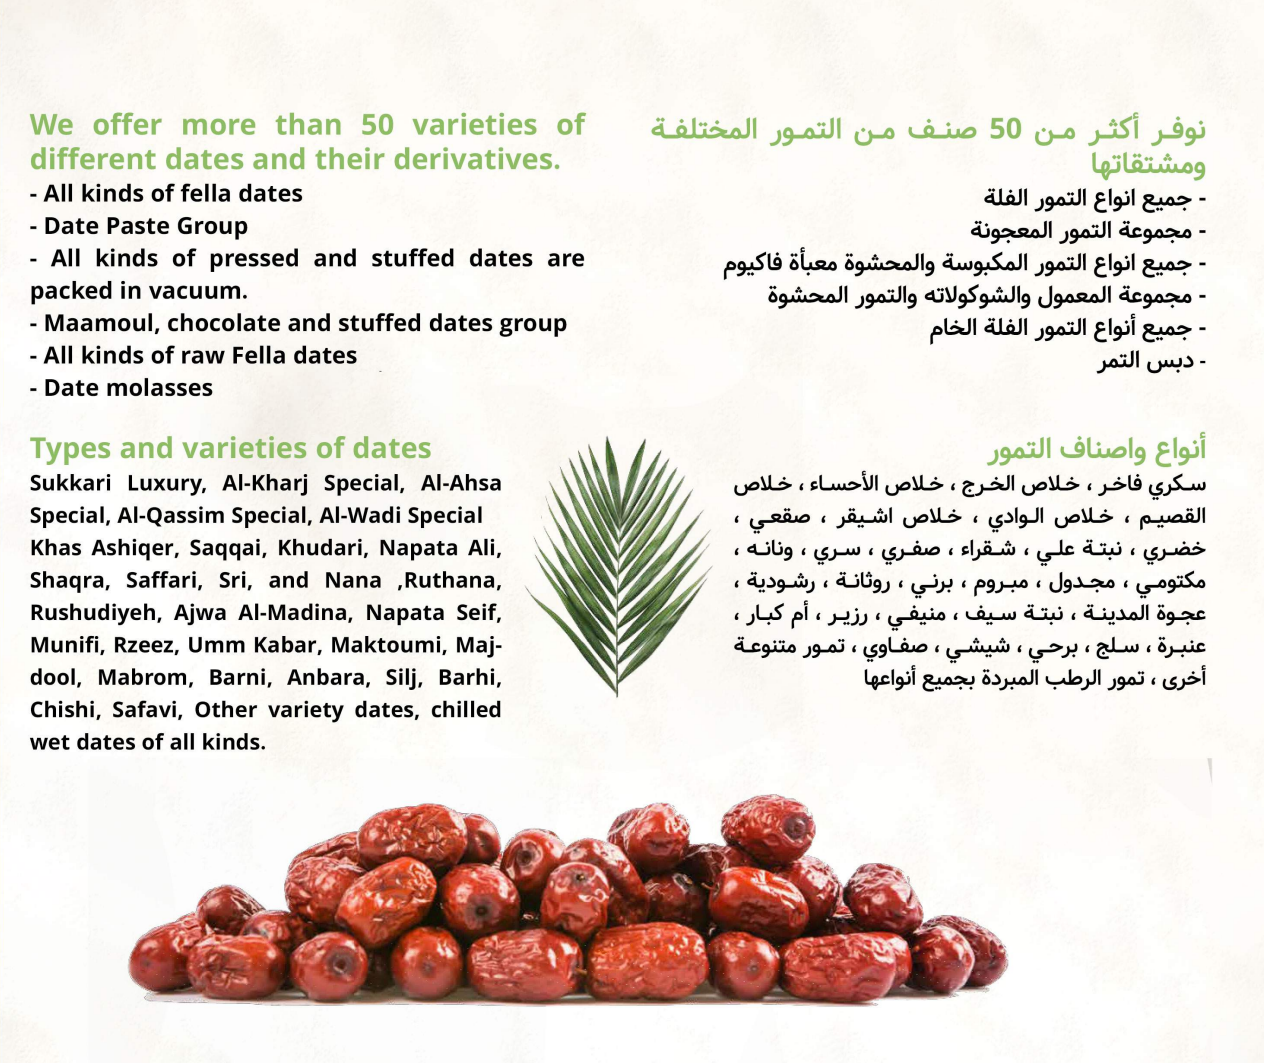 We offer more than 50 varieties of
different dates and their derivatives.
- All kinds of fella dates
- Date Paste Group
- All kinds of pressed and stuffed dates are
packed in vacuum.
- Maamoul, chocolate and stuffed dates group
- All kinds of raw Fella dates
- Date molasses
نوفر أكثر من 50 صنف من التمور المختلفة
ومشتقاتها
- جميع انواع التمور الفلة
- مجموعة التمور المعجونة
- جميع انواع التمور المكبوسة والمحشوة معبأة فاكيوم
- مجموعة المعمول والشوكولاته والتمور المحشوة
- جميع أنواع التمور الفلة الخام
- دبس التمر
Types and varieties of dates
Sukkari Luxury, Al-Kharj Special, Al-Ahsa
Special, Al-Qassim Special, Al-Wadi Special
Khas Ashiqer, Saqqai, Khudari, Napata Ali,
Shaqra, Saffari, Sri, and Nana ,Ruthana,
Rushudiyeh, Ajwa Al-Madina, Napata Seif,
Munifi, Rzeez, Umm Kabar, Maktoumi, Maj-
dool, Mabrom, Barni, Anbara, Silj, Barhi,
Chishi, Safavi, Other variety dates, chilled
wet dates of all kinds.
أنواع واصناف التمور
سكري فاخر ، خلاص الخرج ، خلاص الأحساء ، خلاص
القصيم ، خلاص الوادي ، خلاص اشيقر ، صقعي ،
خضري ، نبتة علي ، شقراء ، صفري ، سري ، ونانه ،
مكتومي ، مجدول ، مبروم ، برني ، روثانة ، رشودية ،
عجوة المدينة ، نبتة سيف ، منيفي ، رزير ، أم كبار ،
عنبرة ، سلج ، برحي ، شيشي ، صفاوي ، تمور متنوعة
أخرى ، تمور الرطب المبردة بجميع أنواعها